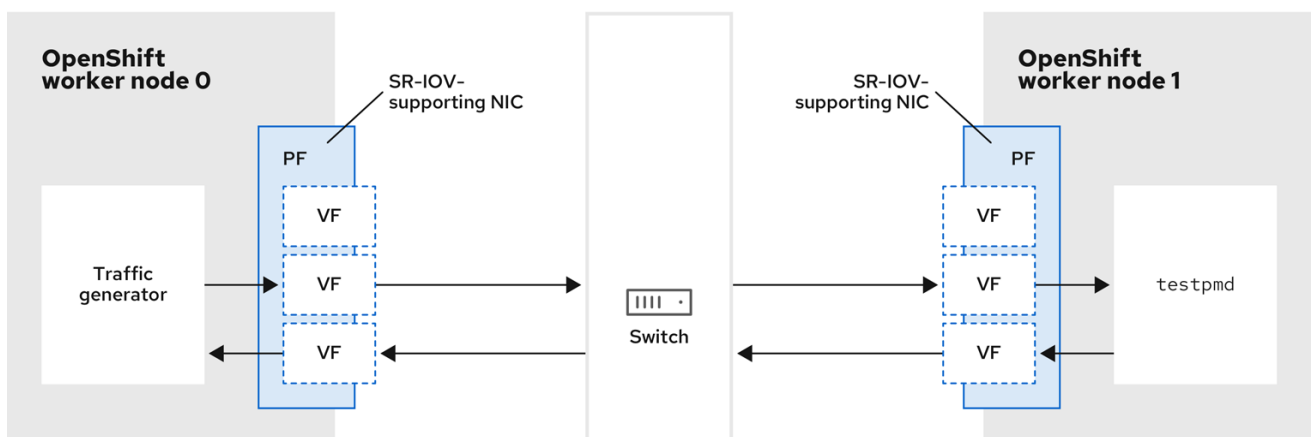 OpenShift
worker node 0
SR-IOV-
supporting NIC
SR-IOV-
supporting NIC
OpenShift
worker node 1
PF
PF
VF
VF
Traffic
generator
VF
VF
testpmd
Switch
VF
VF